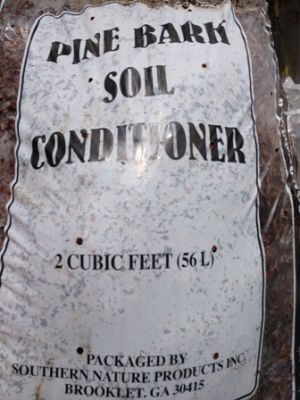 PINE BARK
SOIL
CONDITIONER
2 CUBIC FEET (56 L)
PACKAGED BY
SOUTHERN NATURE PRODUCTS INC.
BROOKLET, GA 30415